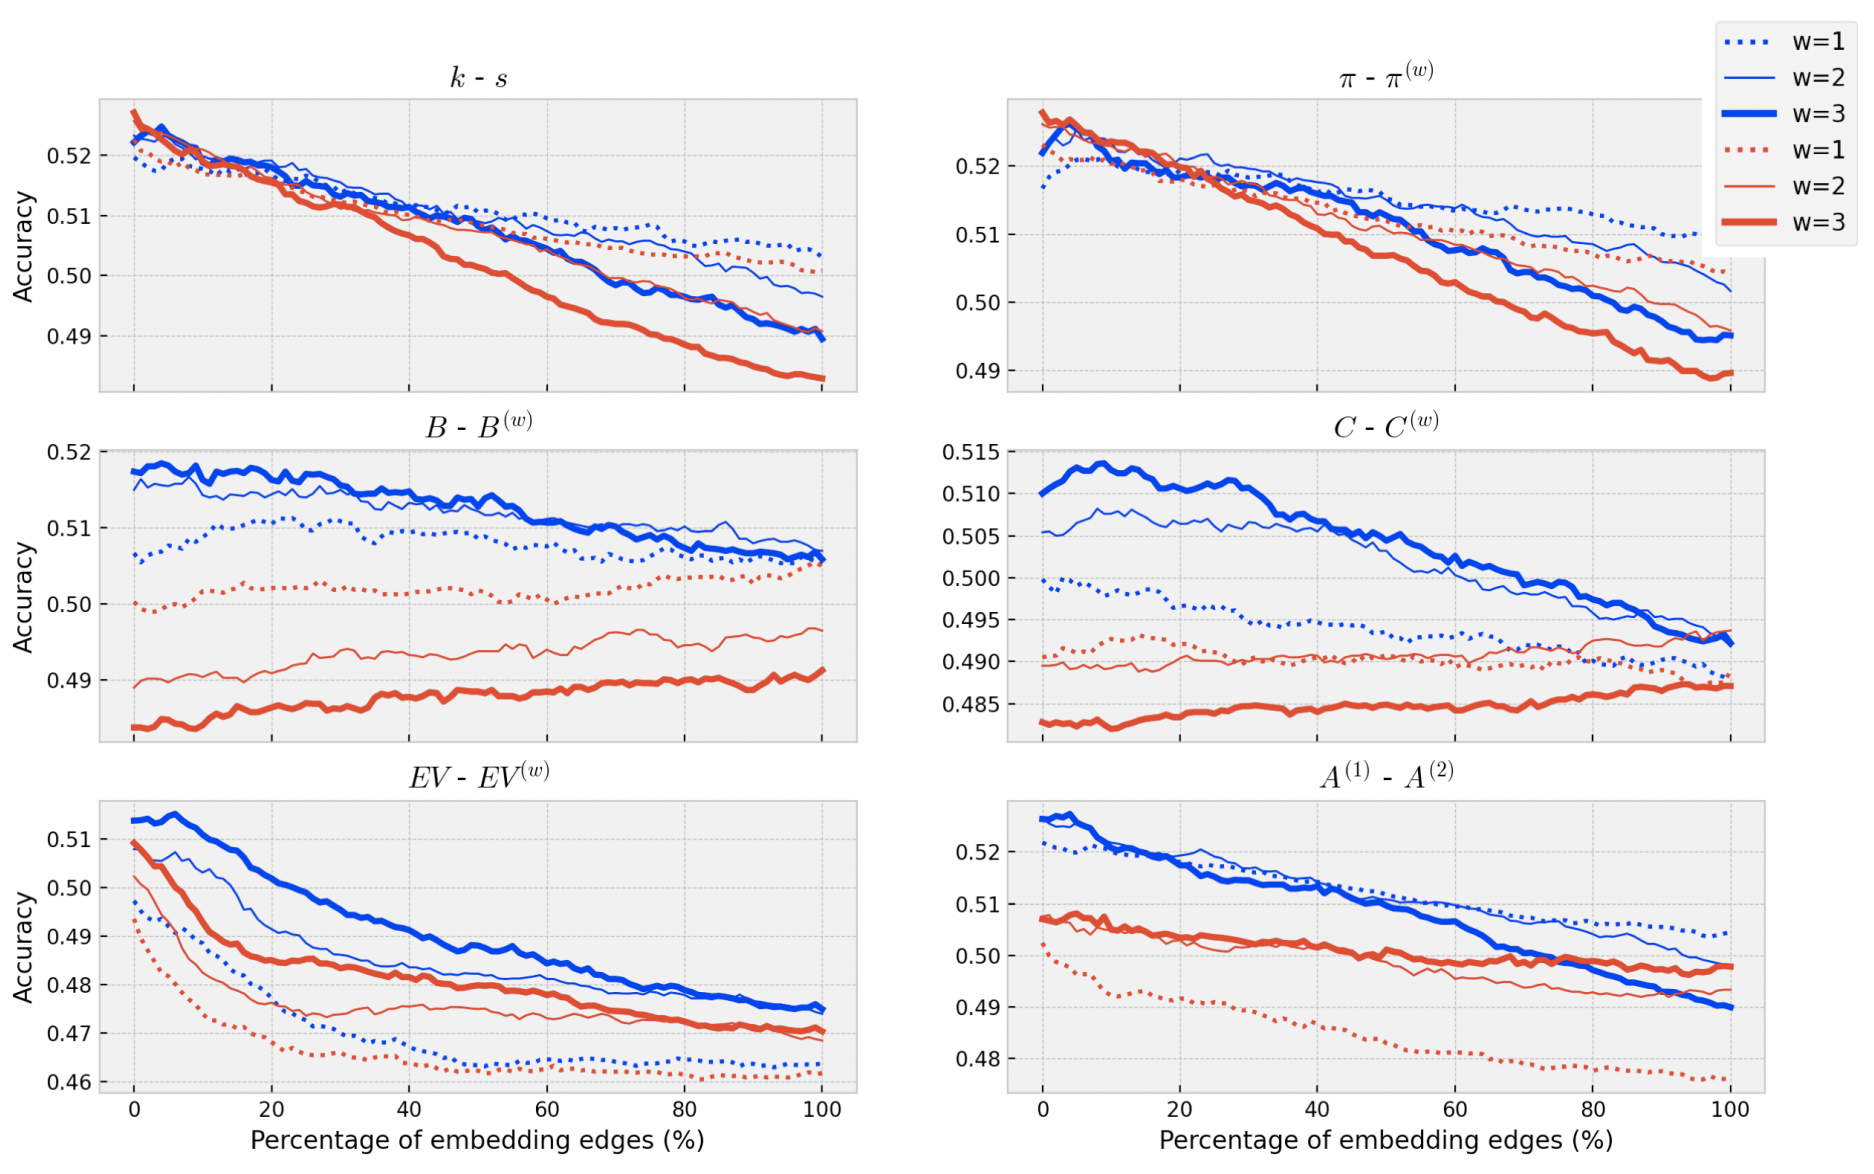 w=1
w=2
w=3
w=1
w=2
w=3
k - s
π - π^(w)
Accuracy
0.52
0.51
0.50
0.49
0.52
0.51
0.50
0.49
B - B^(w)
C - C^(w)
Accuracy
0.52
0.51
0.50
0.49
0.515
0.510
0.505
0.500
0.495
0.490
0.485
EV - EV^(w)
A^(1) - A^(2)
Accuracy
0.51
0.50
0.49
0.48
0.47
0.46
0 20 40 60 80 100
Percentage of embedding edges (%)
0.52
0.51
0.50
0.49
0.48
0 20 40 60 80 100
Percentage of embedding edges (%)